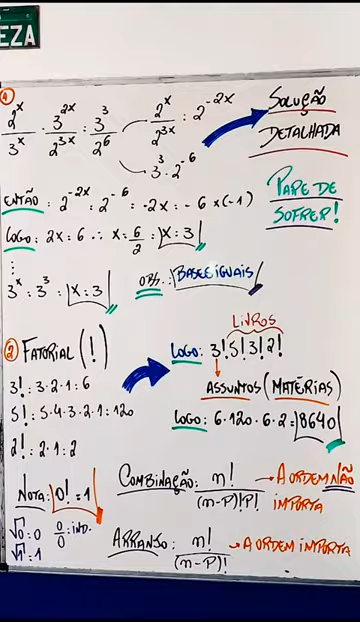 EZA
①
2^x/3^x · 3^{2x}/2^{3x} = 3^3/2^6
2^x/2^{3x} = 2^{-2x}
3^3 · 2^{-6}
SOLUÇÃO
DETALHADA
PARE DE
SOFRER!
ENTÃO: 2^{-2x} = 2^{-6} = -2x = -6 x(-1)
LOGO: 2x = 6 ∴ x = 6/2 = |x = 3|
⋮
3^x = 3^3 = |x = 3|
OBS.: BASES IGUAIS
② FATORIAL (!)
3! = 3·2·1 = 6
5! = 5·4·3·2·1 = 120
2! = 2·1 = 2
LIVROS
LOGO: 3! 5! 3! 2!
ASSUNTOS (MATÉRIAS)
LOGO: 6·120·6·2 = |8640|
NOTA: |0! = 1|
√0 = 0 0/0 = IND.
√1 = 1
COMBINAÇÃO: n!/(n-P)!P! → A ORDEM NÃO
IMPORTA
ARRANJO: n!/(n-P)! → A ORDEM IMPORTA